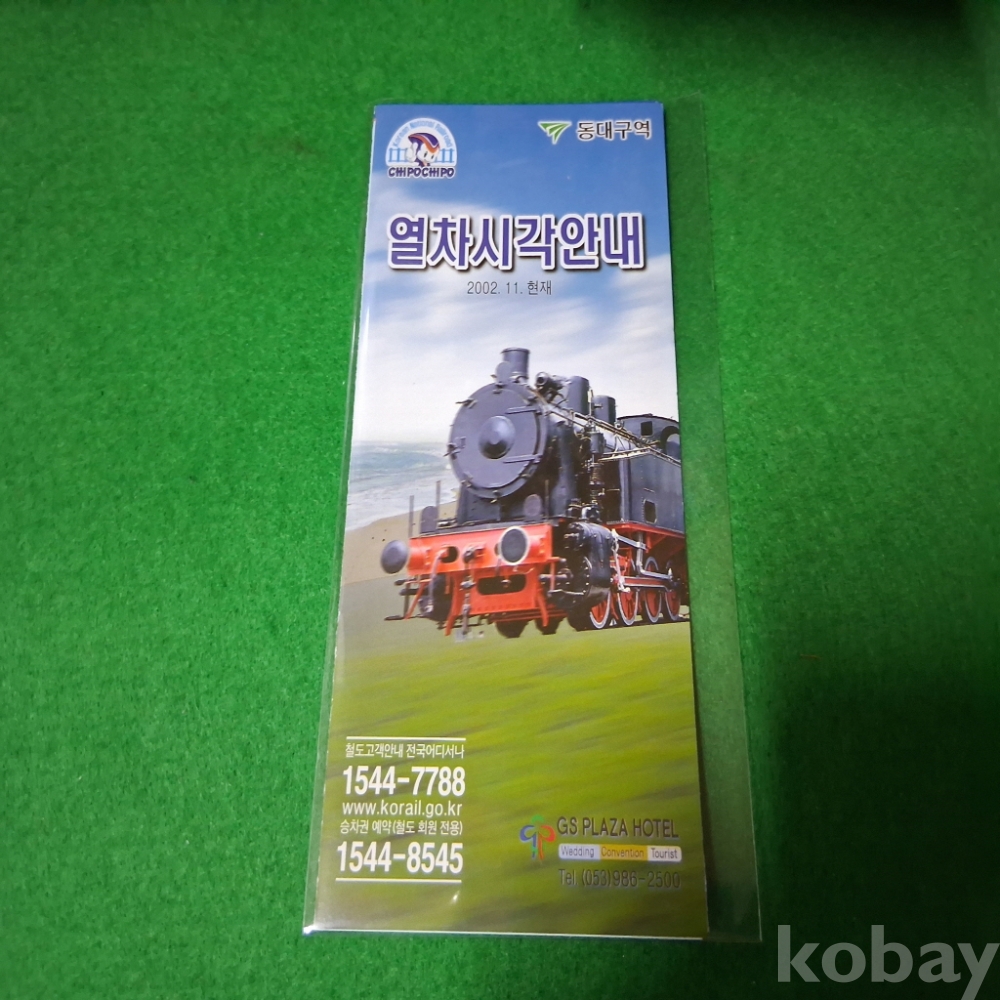 Korean National Railroad
CHIPOCHIPO
동대구역
열차시각안내
2002. 11. 현재
철도고객안내 전국어디서나
1544-7788
www.korail.go.kr
승차권 예약(철도 회원 전용)
1544-8545
GS PLAZA HOTEL
Wedding Convention Tourist
Tel. (053)986-2500
kobay